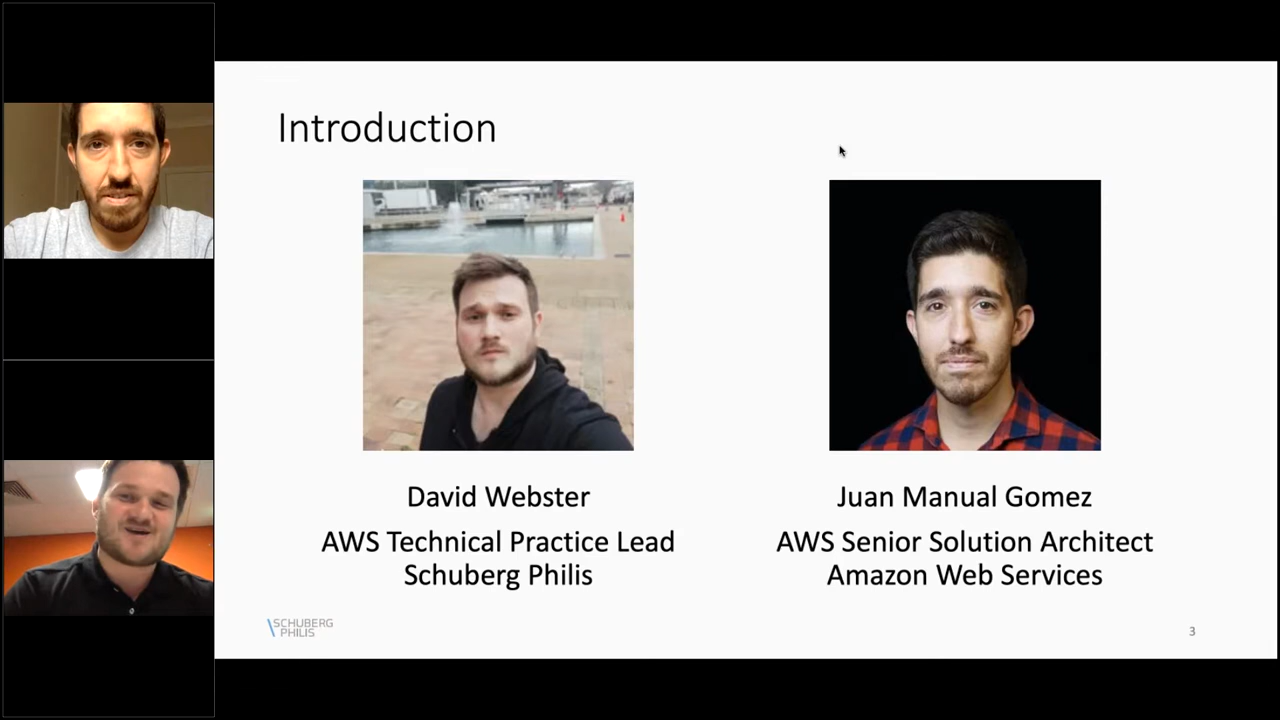 Introduction
David Webster
AWS Technical Practice Lead
Schuberg Philis
Juan Manual Gomez
AWS Senior Solution Architect
Amazon Web Services
SCHUBERG
PHILIS
3